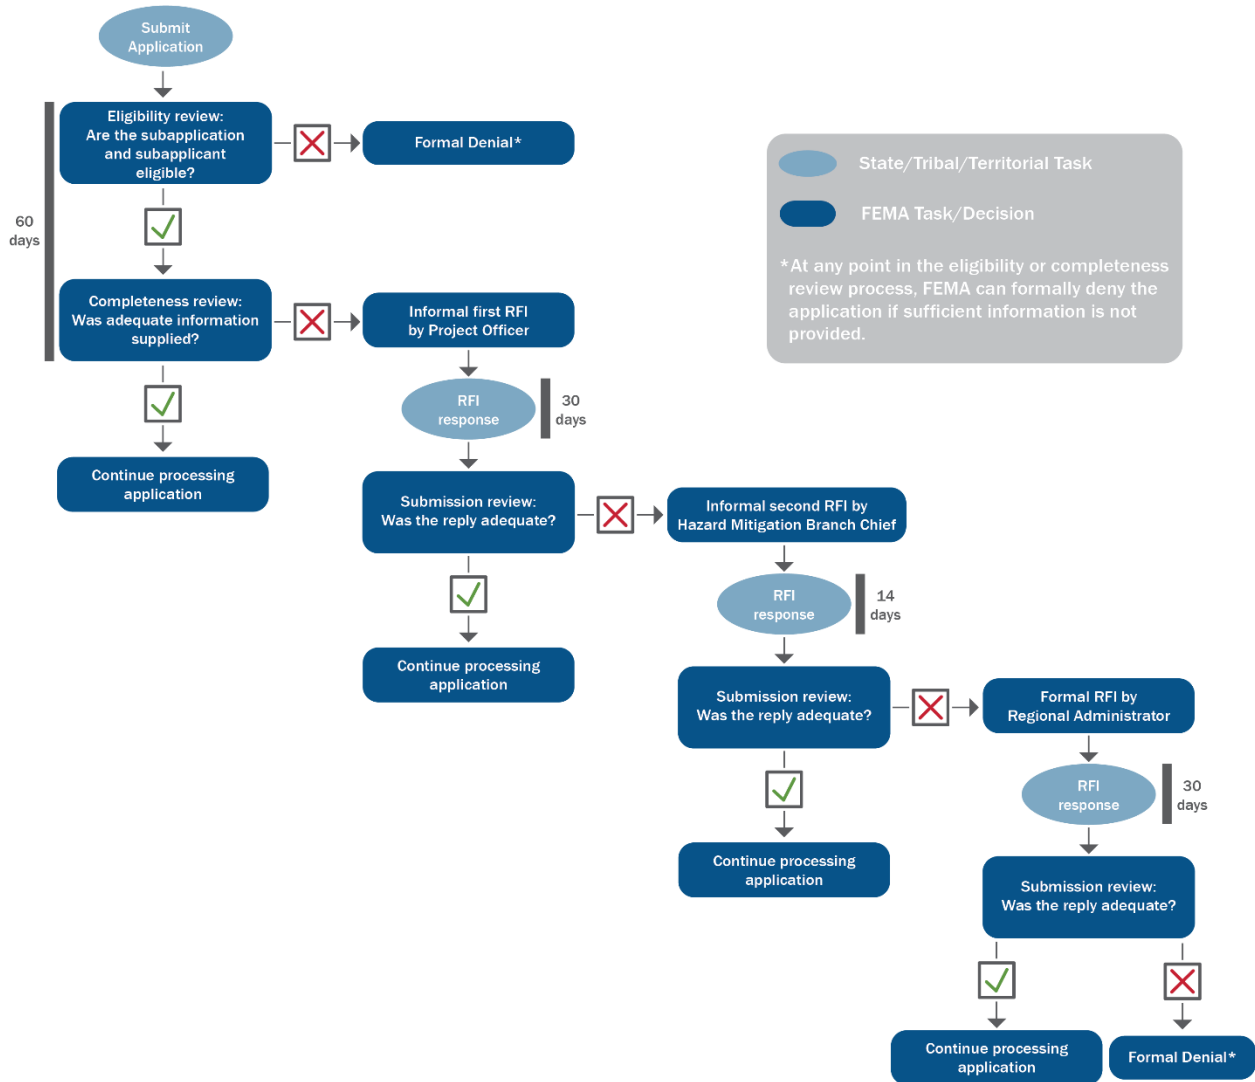 Submit
Application
Eligibility review:
Are the subapplication
and subapplicant
eligible?
Formal Denial*
State/Tribal/Territorial Task
FEMA Task/Decision
*At any point in the eligibility or completeness
review process, FEMA can formally deny the
application if sufficient information is not
provided.
60
days
Completeness review:
Was adequate information
supplied?
Informal first RFI
by Project Officer
RFI
response
30
days
Continue processing
application
Submission review:
Was the reply adequate?
Informal second RFI by
Hazard Mitigation Branch Chief
RFI
response
14
days
Continue processing
application
Submission review:
Was the reply adequate?
Formal RFI by
Regional Administrator
RFI
response
30
days
Continue processing
application
Submission review:
Was the reply adequate?
Continue processing
application
Formal Denial*